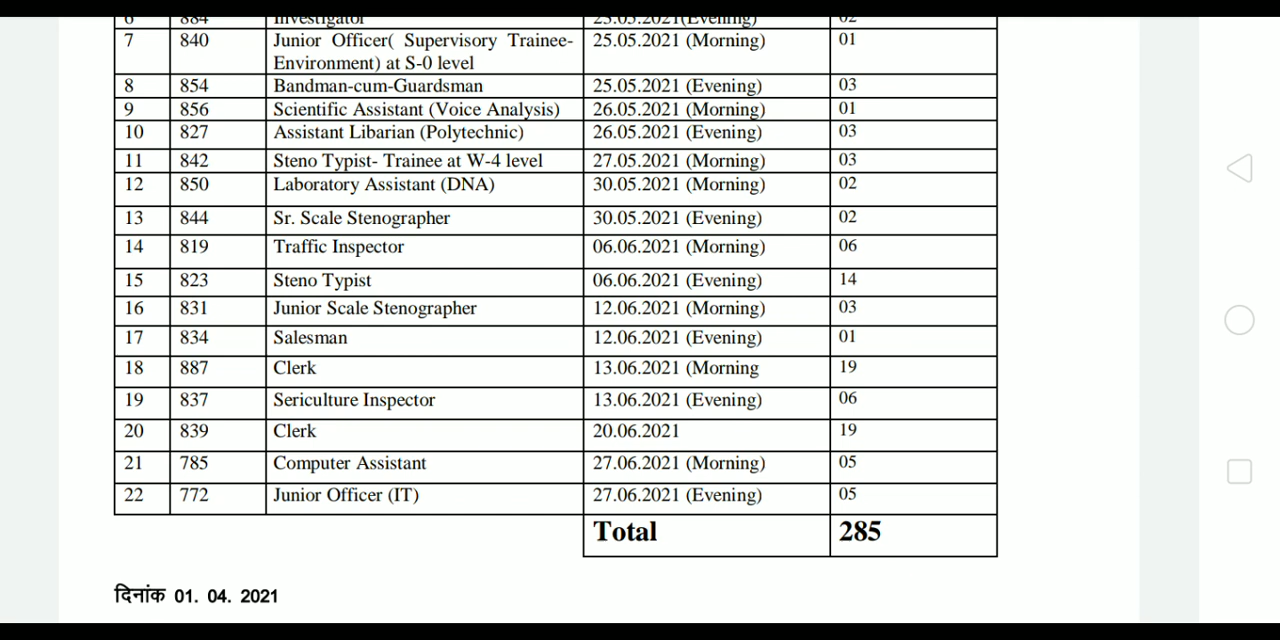 6 884 Investigator 23.05.2021(Evening) 02
7 840 Junior Officer( Supervisory Trainee- 25.05.2021 (Morning) 01
Environment) at S-0 level
8 854 Bandman-cum-Guardsman 25.05.2021 (Evening) 03
9 856 Scientific Assistant (Voice Analysis) 26.05.2021 (Morning) 01
10 827 Assistant Libarian (Polytechnic) 26.05.2021 (Evening) 03
11 842 Steno Typist- Trainee at W-4 level 27.05.2021 (Morning) 03
12 850 Laboratory Assistant (DNA) 30.05.2021 (Morning) 02
13 844 Sr. Scale Stenographer 30.05.2021 (Evening) 02
14 819 Traffic Inspector 06.06.2021 (Morning) 06
15 823 Steno Typist 06.06.2021 (Evening) 14
16 831 Junior Scale Stenographer 12.06.2021 (Morning) 03
17 834 Salesman 12.06.2021 (Evening) 01
18 887 Clerk 13.06.2021 (Morning 19
19 837 Sericulture Inspector 13.06.2021 (Evening) 06
20 839 Clerk 20.06.2021 19
21 785 Computer Assistant 27.06.2021 (Morning) 05
22 772 Junior Officer (IT) 27.06.2021 (Evening) 05
Total 285
दिनांक 01. 04. 2021